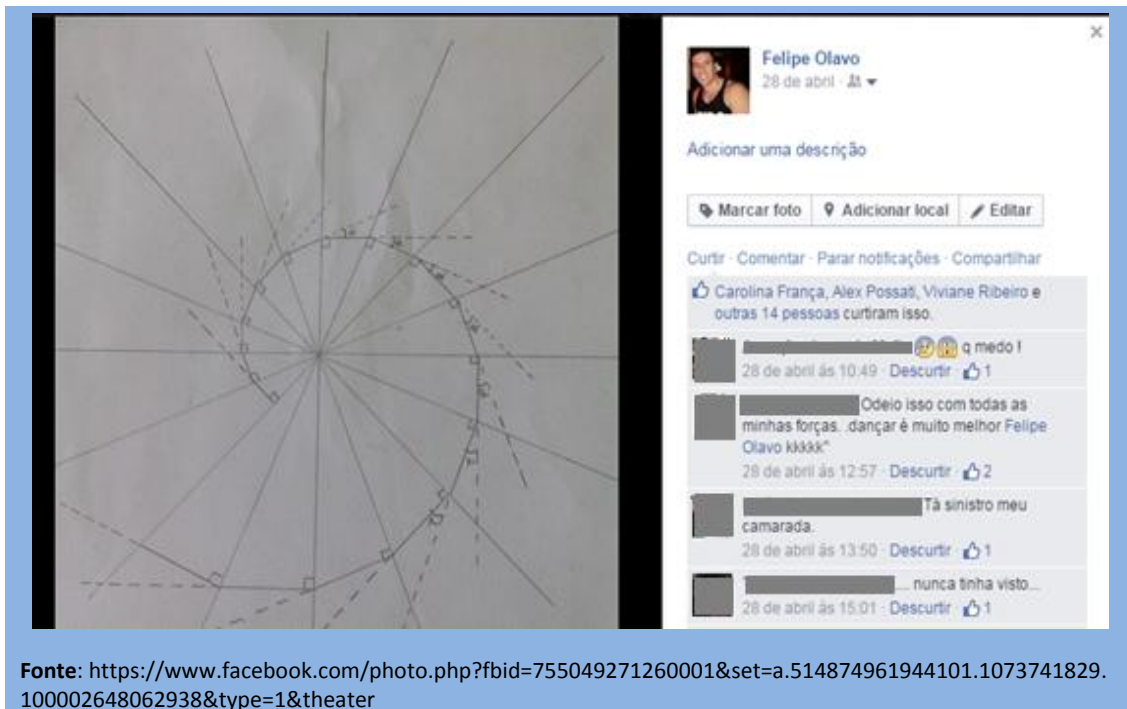 ×
Felipe Olavo
28 de abril ·
Adicionar uma descrição
Marcar foto
Adicionar local
Editar
Curtir · Comentar · Parar notificações · Compartilhar
Carolina França, Alex Possati, Viviane Ribeiro e
outras 14 pessoas curtiram isso.
q medo !
28 de abril às 10:49 · Descurtir · 1
Odeio isso com todas as
minhas forças. .dançar é muito melhor Felipe
Olavo kkkkk"
28 de abril às 12:57 · Descurtir · 2
Tà sinistro meu
camarada.
28 de abril às 13:50 · Descurtir · 1
... nunca tinha visto...
28 de abril às 15:01 · Descurtir · 1
Fonte: https://www.facebook.com/photo.php?fbid=755049271260001&set=a.514874961944101.1073741829.
100002648062938&type=1&theater